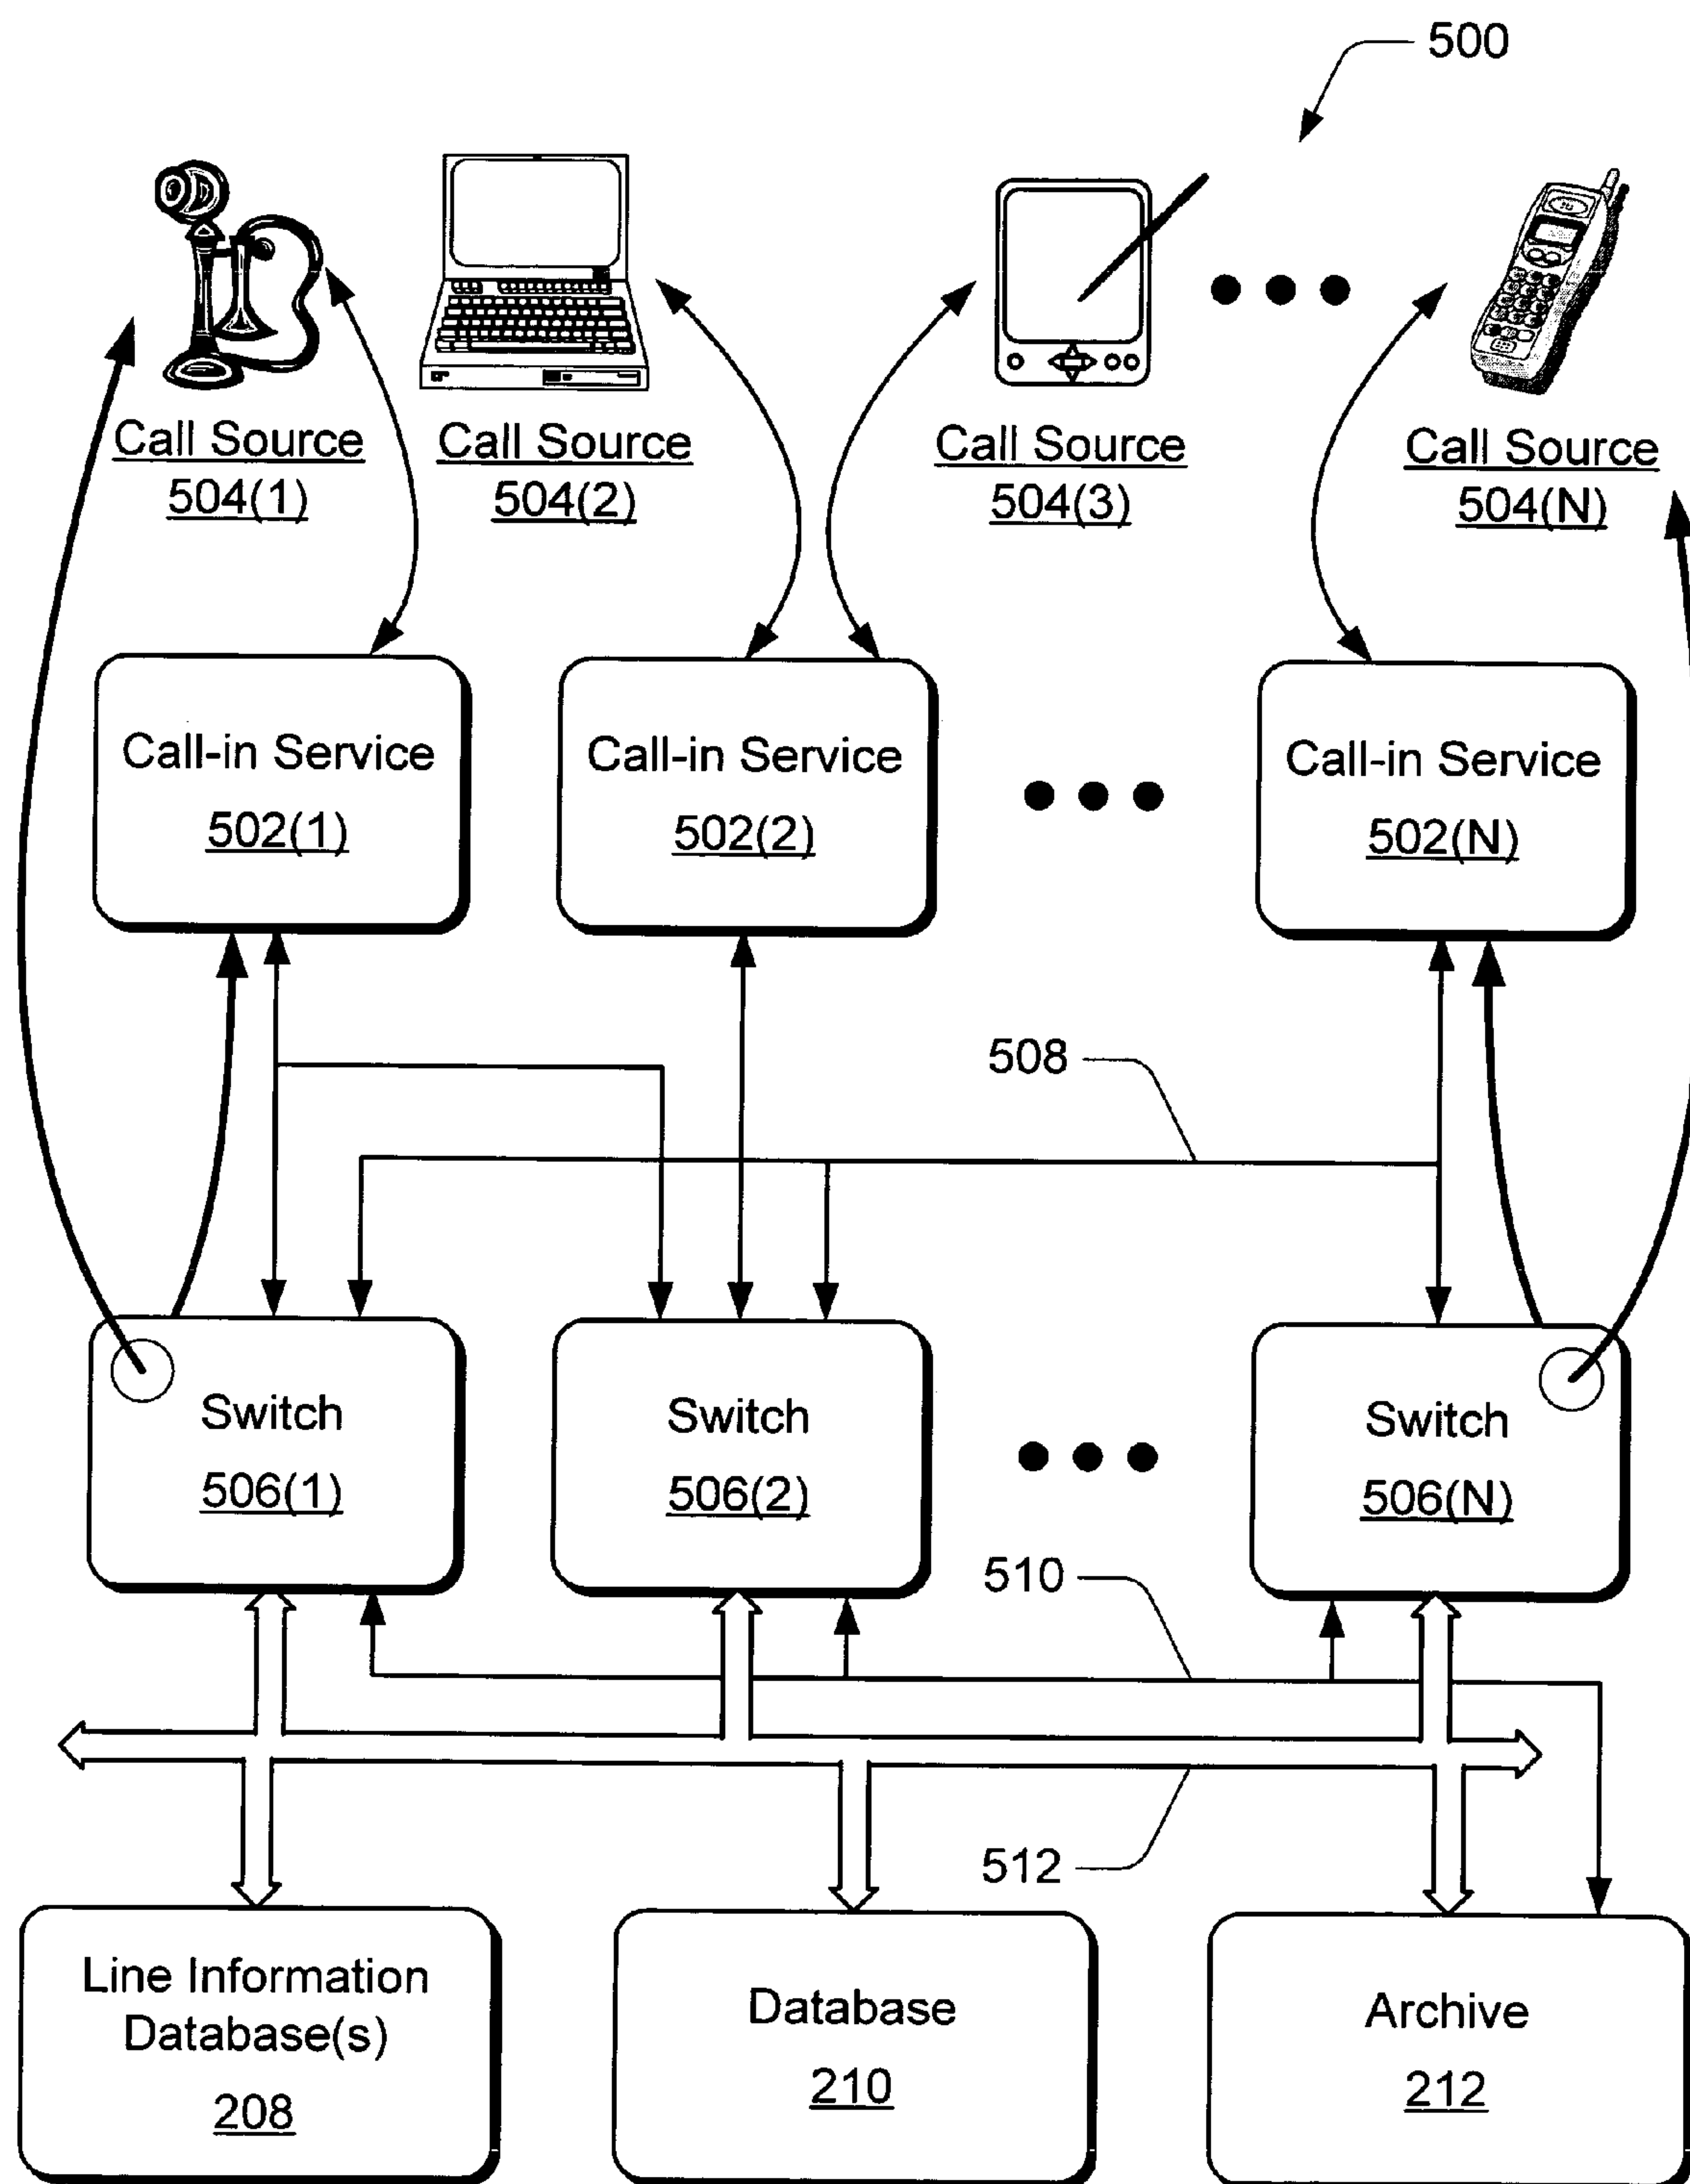 500
Call Source
504(1)
Call Source
504(2)
Call Source
504(3)
Call Source
504(N)
Call-in Service
502(1)
Call-in Service
502(2)
Call-in Service
502(N)
508
Switch
506(1)
Switch
506(2)
Switch
506(N)
510
512
Line Information
Database(s)
208
Database
210
Archive
212